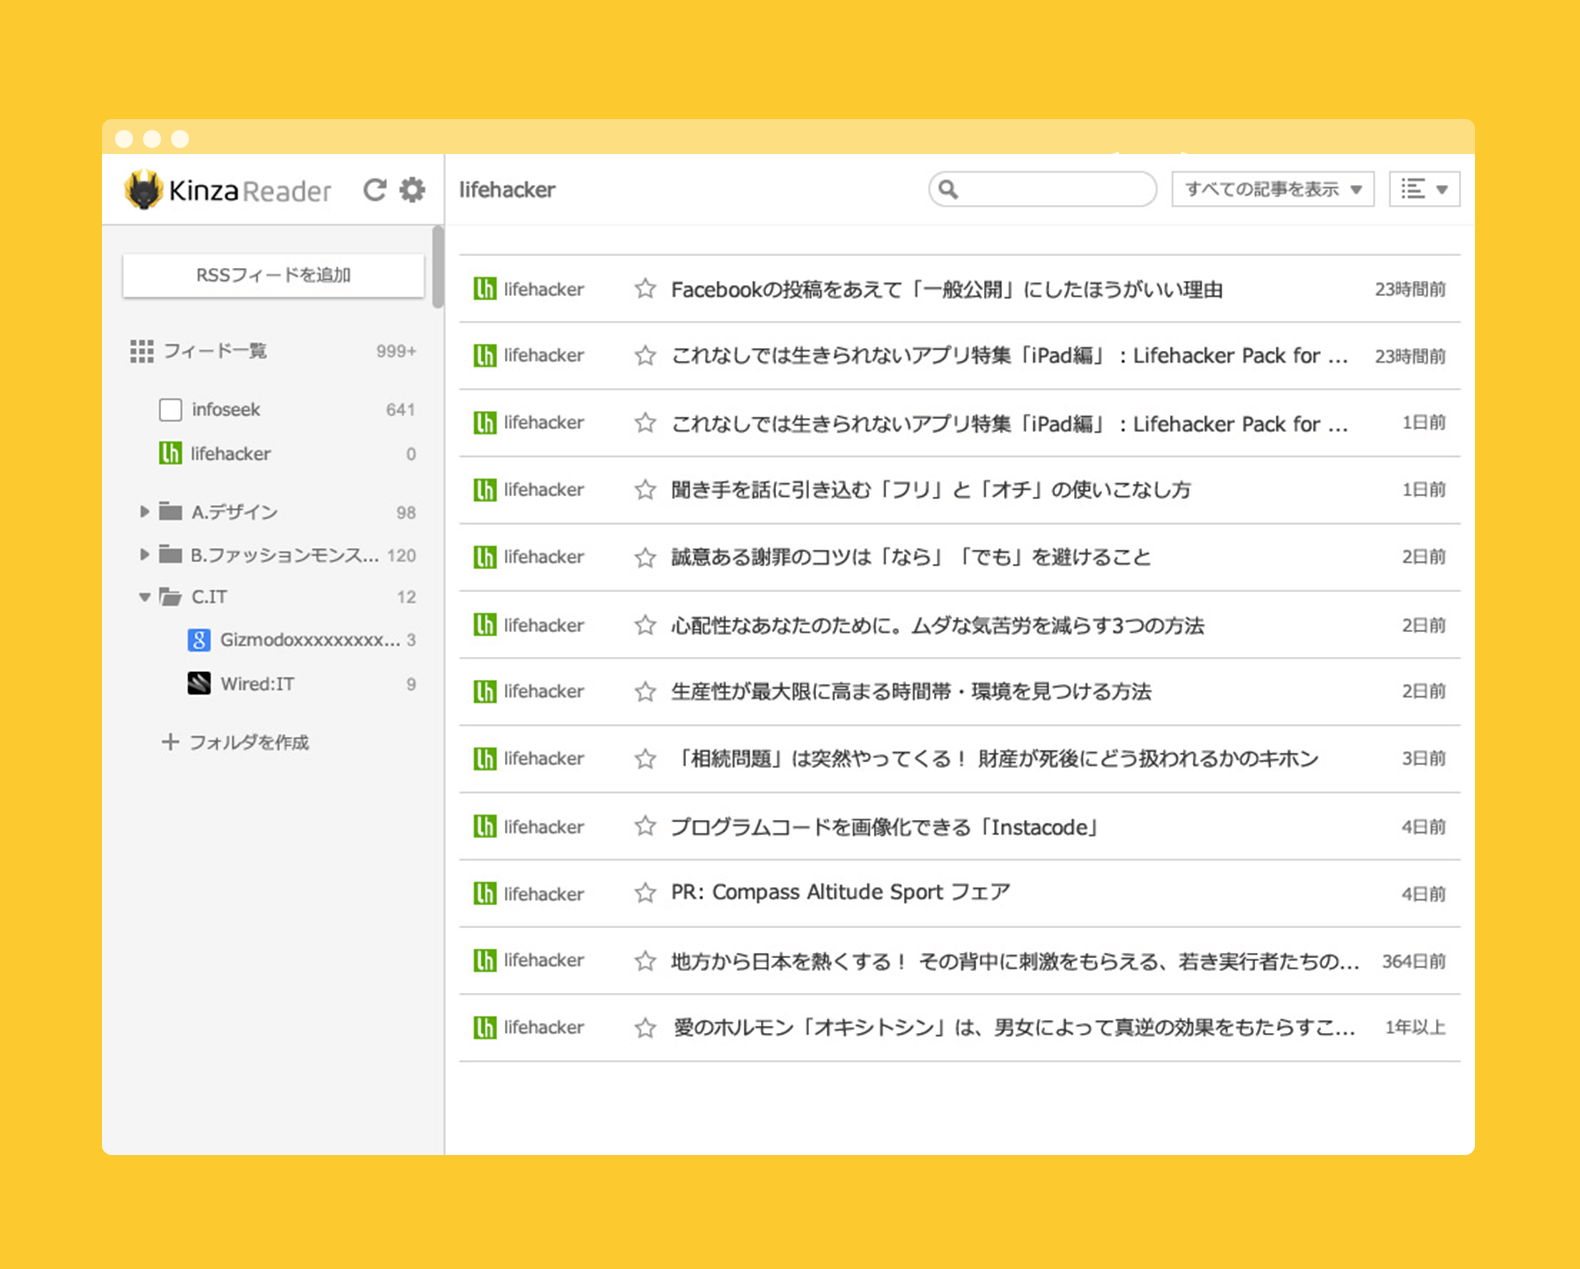 Kinza Reader
lifehacker
すべての記事を表示
RSSフィードを追加
フィード一覧 999+
infoseek 641
lifehacker 0
A.デザイン 98
B.ファッションモンス... 120
C.IT 12
Gizmodoxxxxxxxxx... 3
Wired:IT 9
フォルダを作成
lifehacker Facebookの投稿をあえて「一般公開」にしたほうがいい理由 23時間前
lifehacker これなしでは生きられないアプリ特集「iPad編」：Lifehacker Pack for ... 23時間前
lifehacker これなしでは生きられないアプリ特集「iPad編」：Lifehacker Pack for ... 1日前
lifehacker 聞き手を話に引き込む「フリ」と「オチ」の使いこなし方 1日前
lifehacker 誠意ある謝罪のコツは「なら」「でも」を避けること 2日前
lifehacker 心配性なあなたのために。ムダな気苦労を減らす3つの方法 2日前
lifehacker 生産性が最大限に高まる時間帯・環境を見つける方法 2日前
lifehacker 「相続問題」は突然やってくる！ 財産が死後にどう扱われるかのキホン 3日前
lifehacker プログラムコードを画像化できる「Instacode」 4日前
lifehacker PR: Compass Altitude Sport フェア 4日前
lifehacker 地方から日本を熱くする！ その背中に刺激をもらえる、若き実行者たちの... 364日前
lifehacker 愛のホルモン「オキシトシン」は、男女によって真逆の効果をもたらすこ... 1年以上